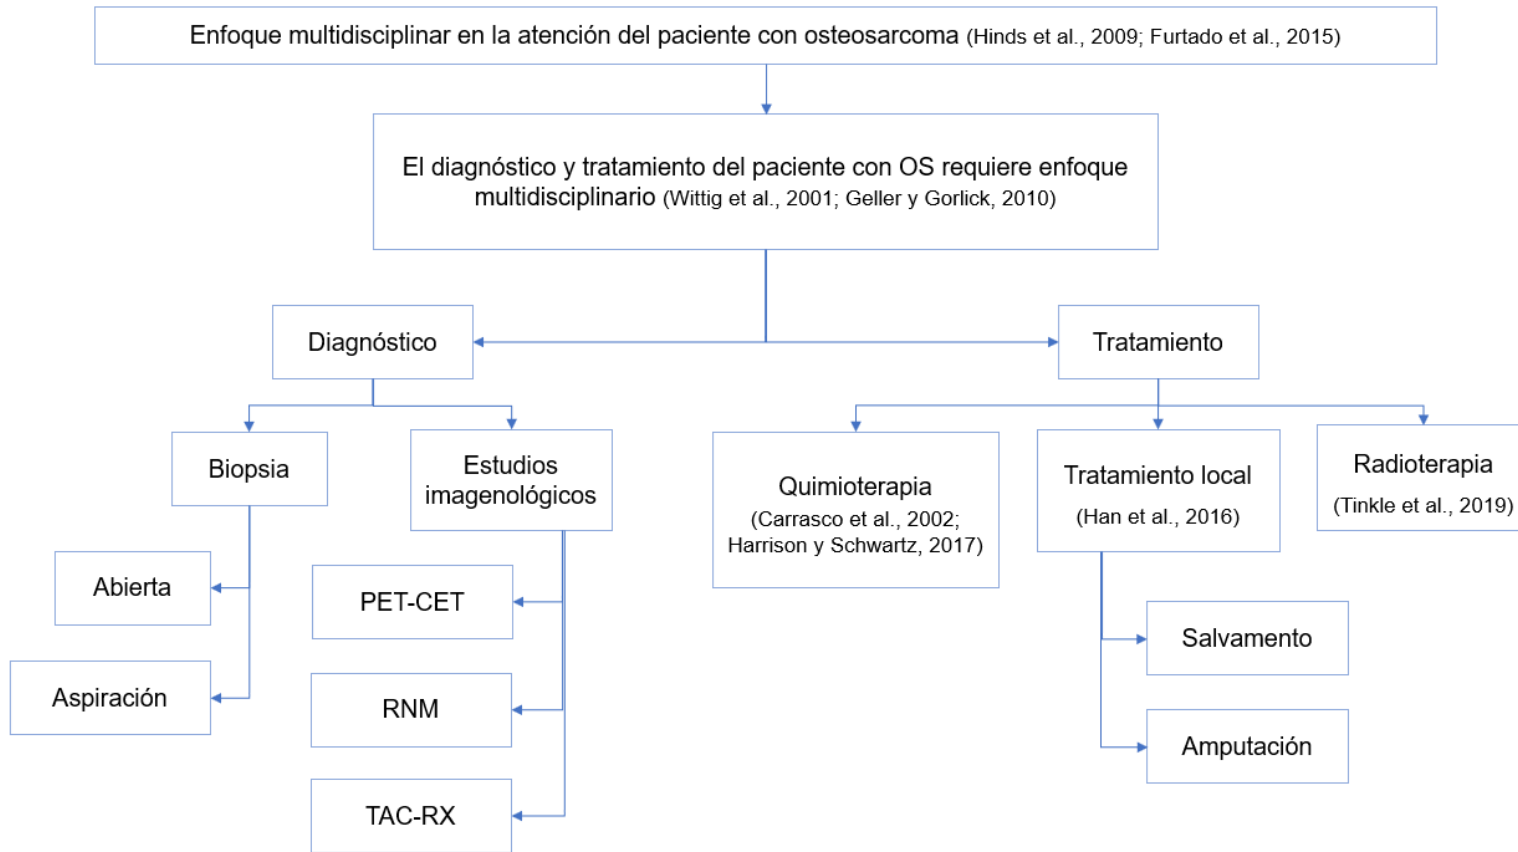 Enfoque multidisciplinar en la atención del paciente con osteosarcoma (Hinds et al., 2009; Furtado et al., 2015)
El diagnóstico y tratamiento del paciente con OS requiere enfoque
multidisciplinario (Wittig et al., 2001; Geller y Gorlick, 2010)
Diagnóstico
Tratamiento
Biopsia
Estudios
imagenológicos
Quimioterapia
(Carrasco et al., 2002;
Harrison y Schwartz, 2017)
Tratamiento local
(Han et al., 2016)
Radioterapia
(Tinkle et al., 2019)
Abierta
Aspiración
PET-CET
RNM
TAC-RX
Salvamento
Amputación